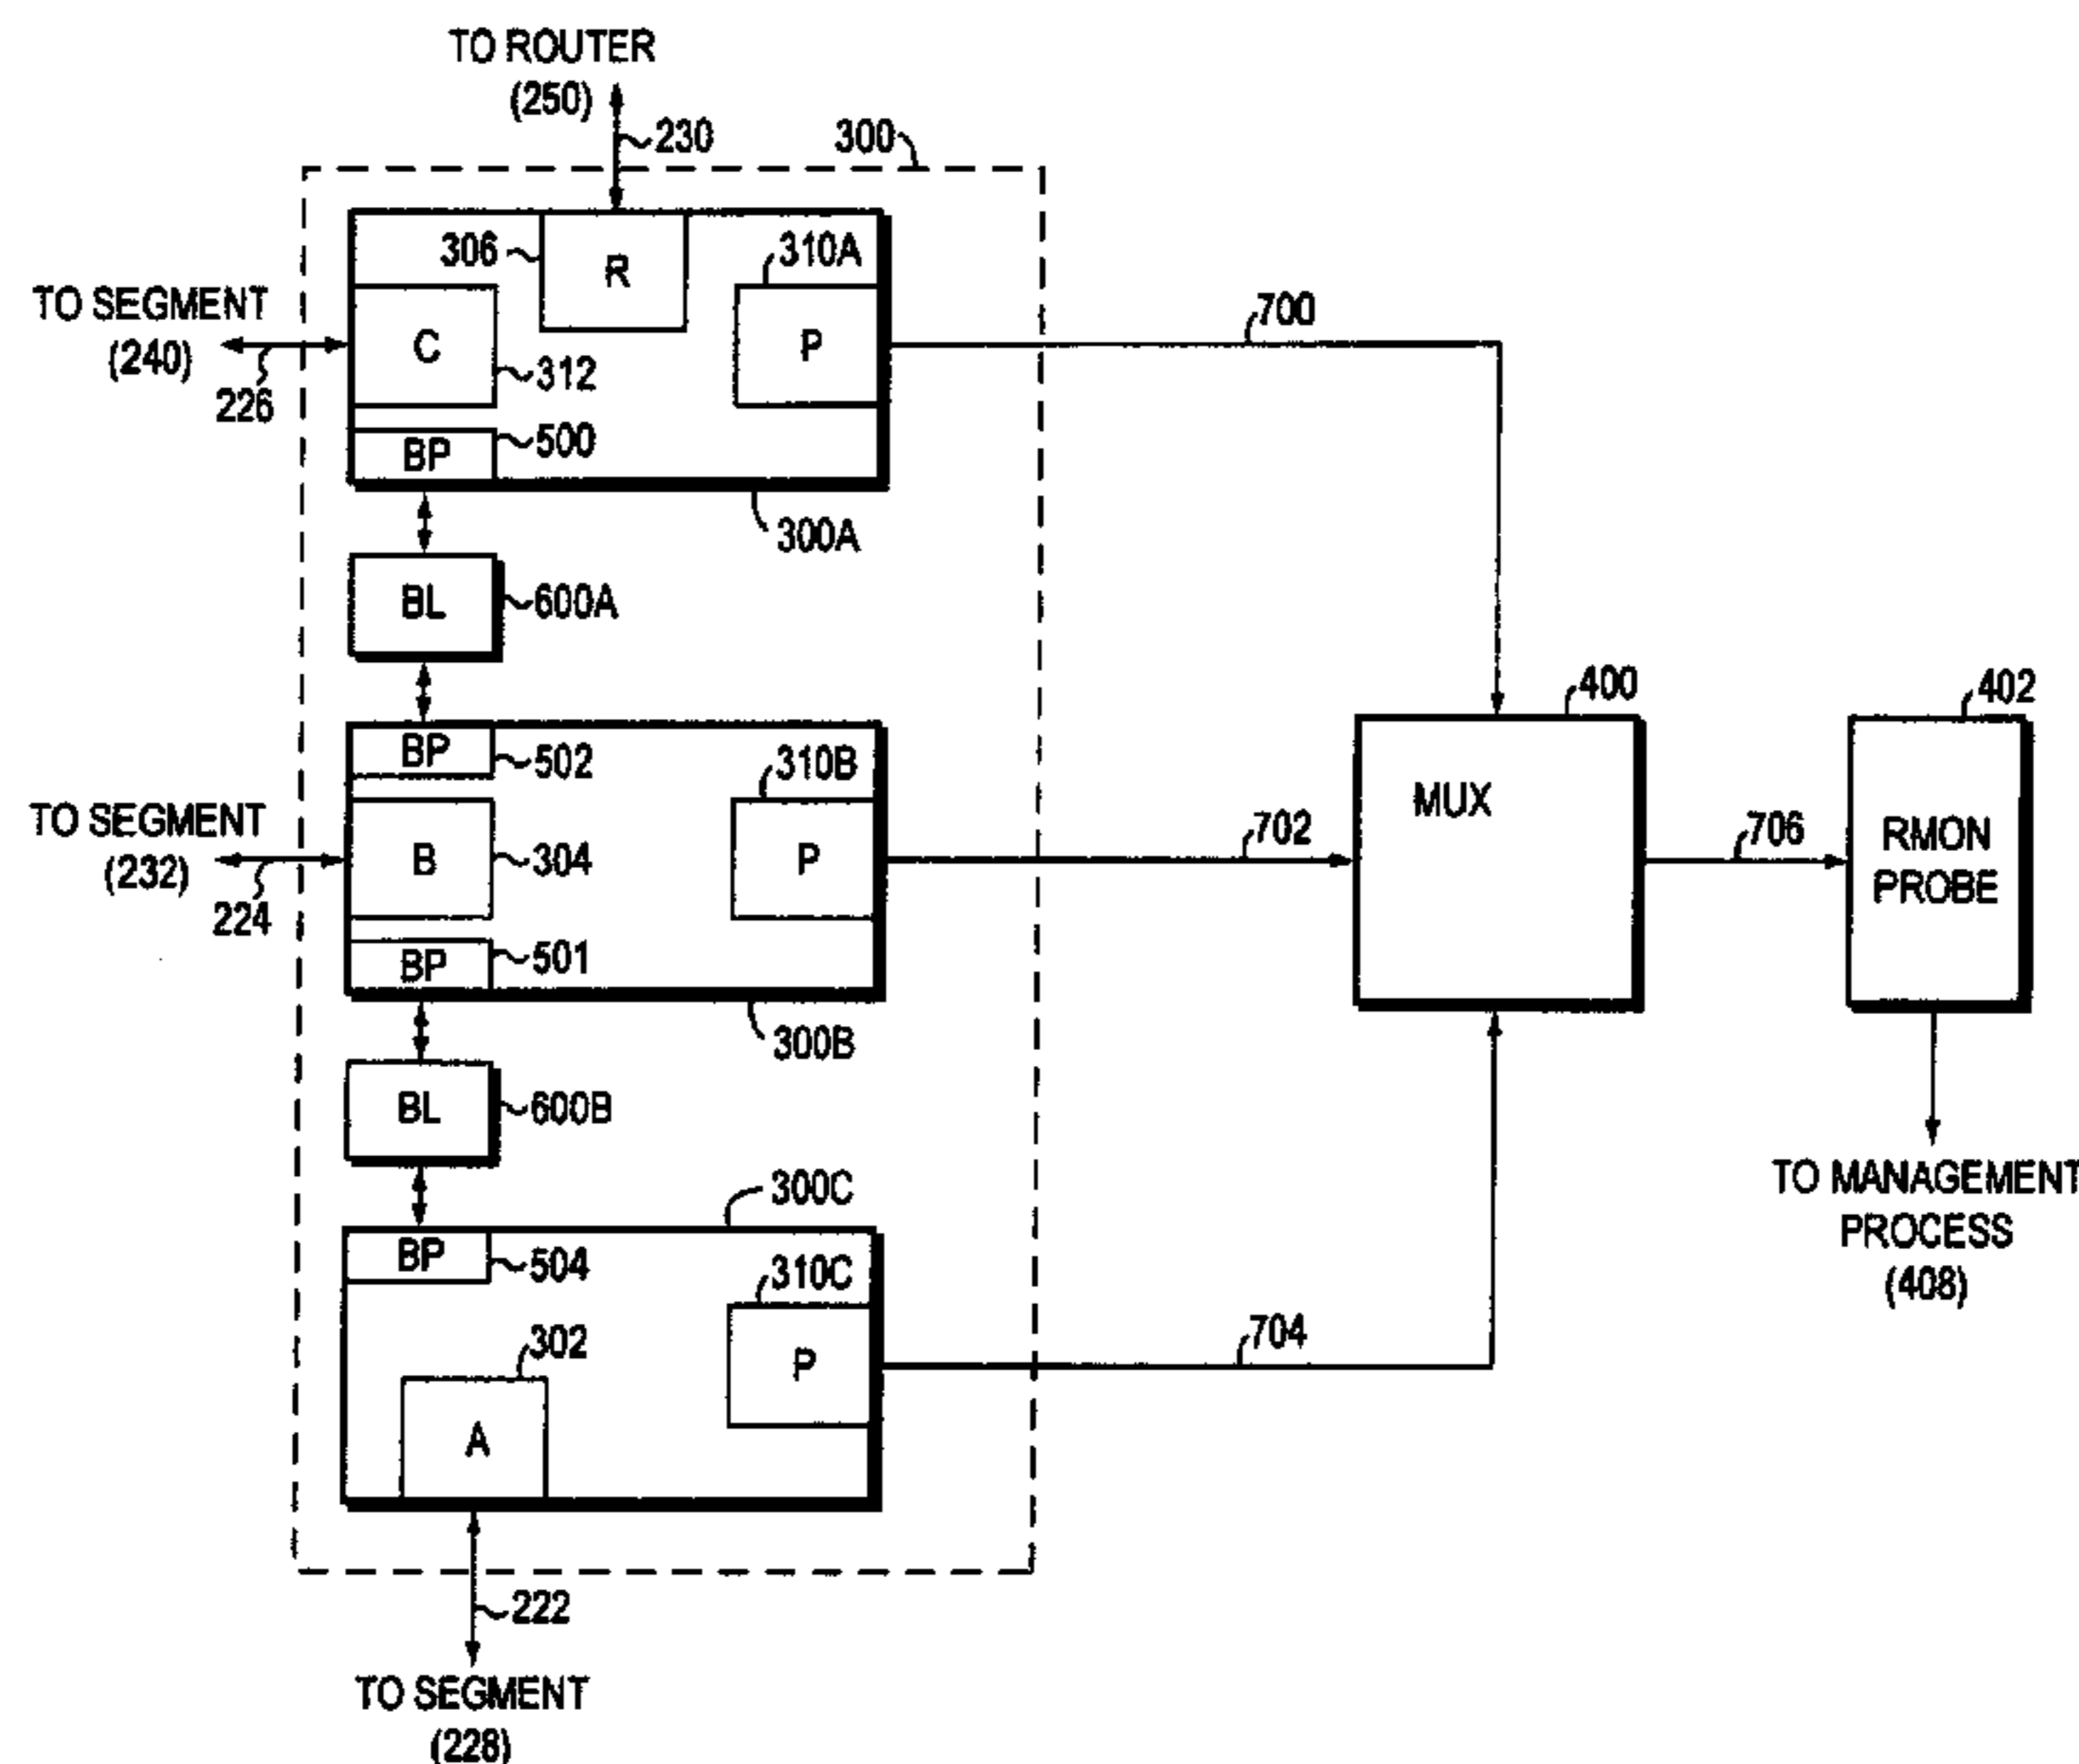 TO ROUTER
(250)
230
300
306
R
310A
TO SEGMENT
(240)
226
C
312
P
700
BP
500
300A
BL
600A
400
402
BP
502
310B
TO SEGMENT
(232)
224
B
304
P
702
MUX
706
RMON
PROBE
BP
501
300B
BL
600B
300C
TO MANAGEMENT
PROCESS
(408)
BP
504
310C
302
P
704
A
222
TO SEGMENT
(228)